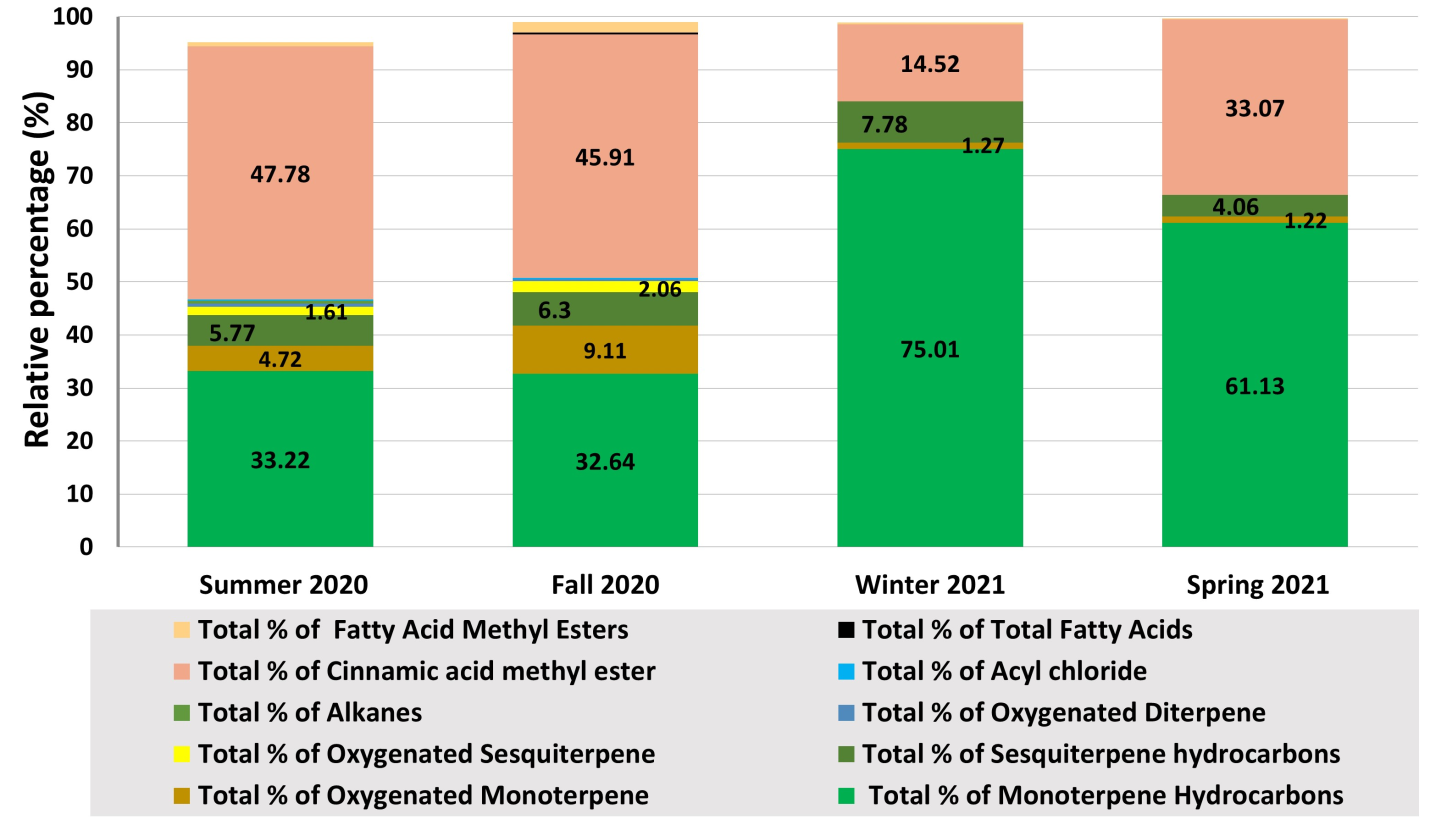 100
90
80
70
60
50
40
30
20
10
0
Relative percentage (%)
47.78
1.61
5.77
4.72
33.22
45.91
2.06
6.3
9.11
32.64
14.52
7.78
1.27
75.01
33.07
4.06
1.22
61.13
Summer 2020
Fall 2020
Winter 2021
Spring 2021
Total % of Fatty Acid Methyl Esters
Total % of Total Fatty Acids
Total % of Cinnamic acid methyl ester
Total % of Acyl chloride
Total % of Alkanes
Total % of Oxygenated Diterpene
Total % of Oxygenated Sesquiterpene
Total % of Sesquiterpene hydrocarbons
Total % of Oxygenated Monoterpene
Total % of Monoterpene Hydrocarbons